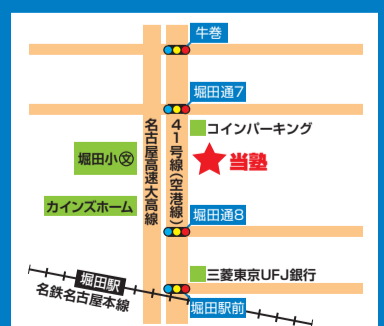 牛巻
堀田通7
コインパーキング
名古屋高速大高線
41号線(空港線)
堀田小文
当塾
カインズホーム
堀田通8
三菱東京UFJ銀行
堀田駅
名鉄名古屋本線
堀田駅前